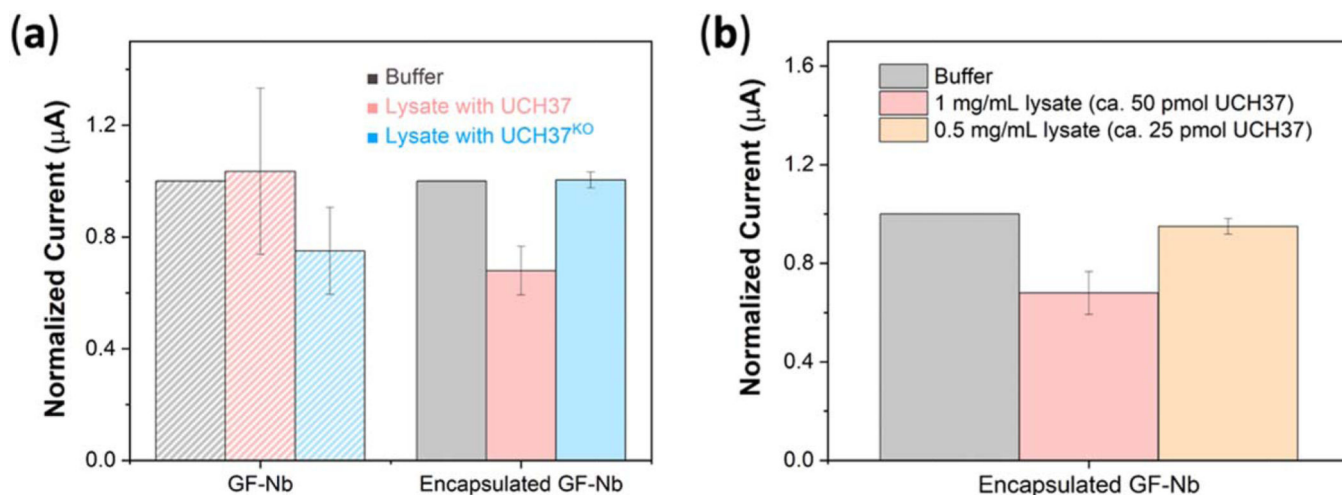 (a)
Normalized Current (μA)
1.2
0.8
0.4
0.0
Buffer
Lysate with UCH37
Lysate with UCH37ᴷᴼ
GF-Nb
Encapsulated GF-Nb
(b)
Normalized Current (μA)
1.6
1.2
0.8
0.4
0.0
Buffer
1 mg/mL lysate (ca. 50 pmol UCH37)
0.5 mg/mL lysate (ca. 25 pmol UCH37)
Encapsulated GF-Nb